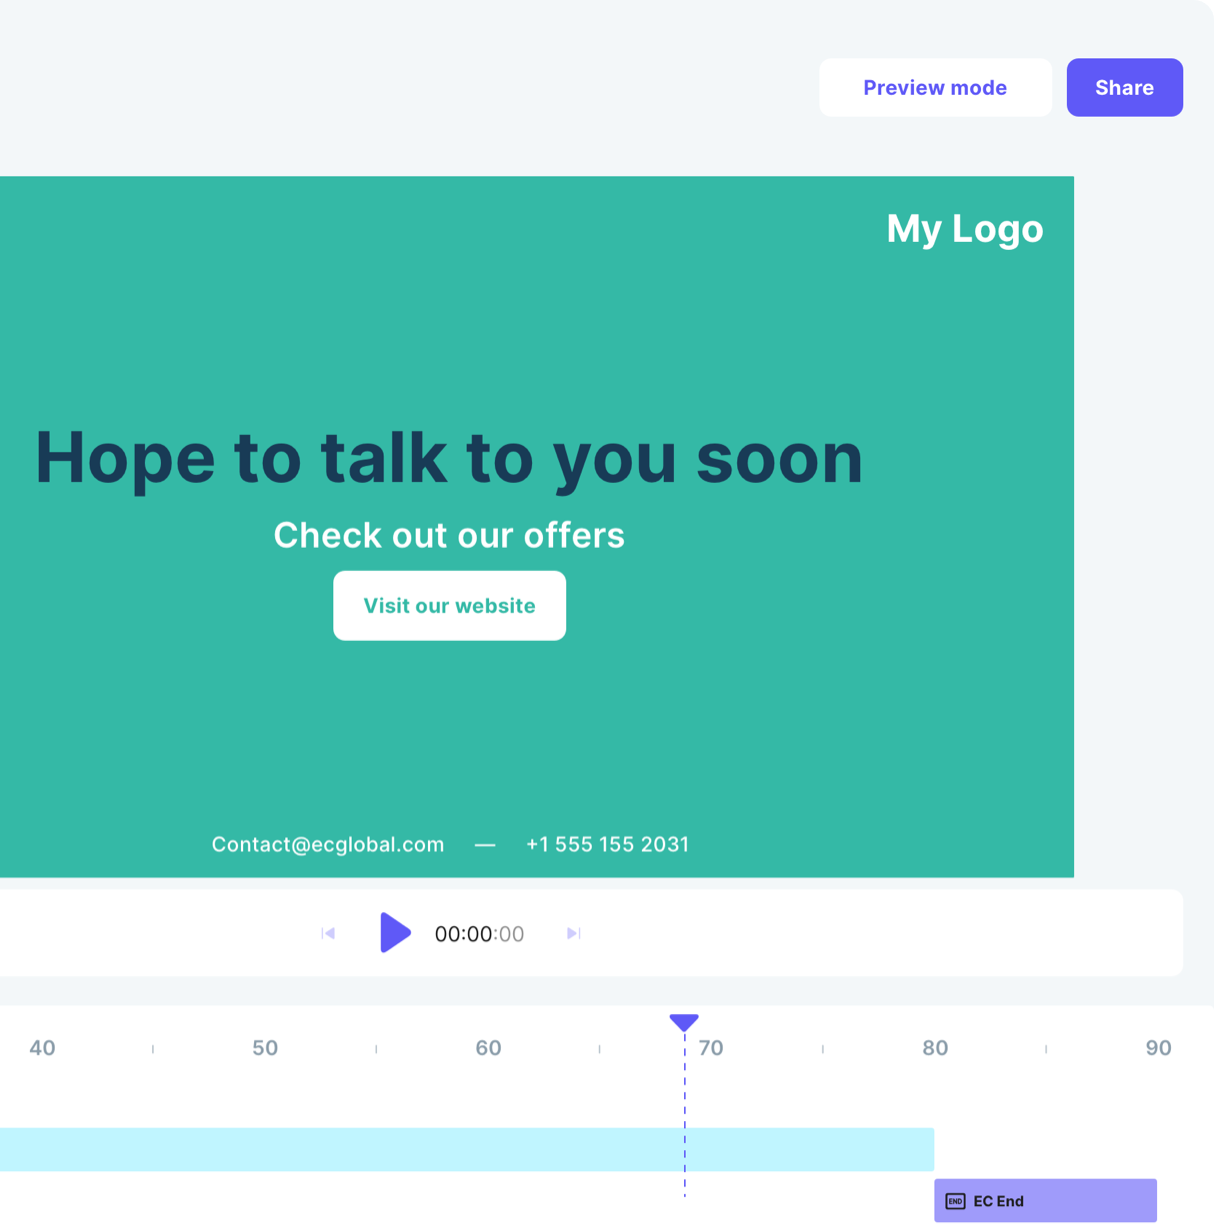 Preview mode
Share
My Logo
Hope to talk to you soon
Check out our offers
Visit our website
Contact@ecglobal.com — +1 555 155 2031
00:00:00
40 50 60 70 80 90
END EC End